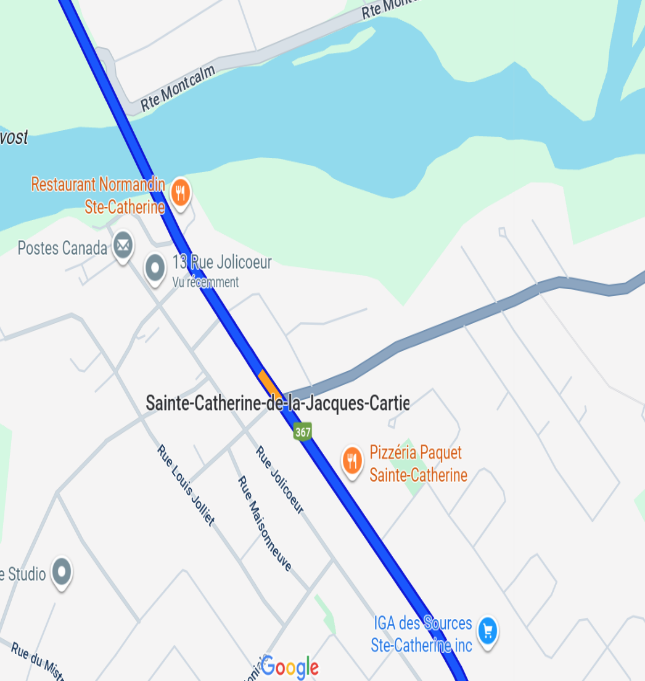 Rte Mont
Rte Montcalm
vost
Restaurant Normandin
Ste-Catherine
Postes Canada
13 Rue Jolicoeur
Vu récemment
Sainte-Catherine-de-la-Jacques-Cartie
367
Pizzéria Paquet
Sainte-Catherine
Rue Jolicoeur
Rue Louis Jolliet
Rue Maisonneuve
e Studio
IGA des Sources
Ste-Catherine inc
Rue du Mist
Google